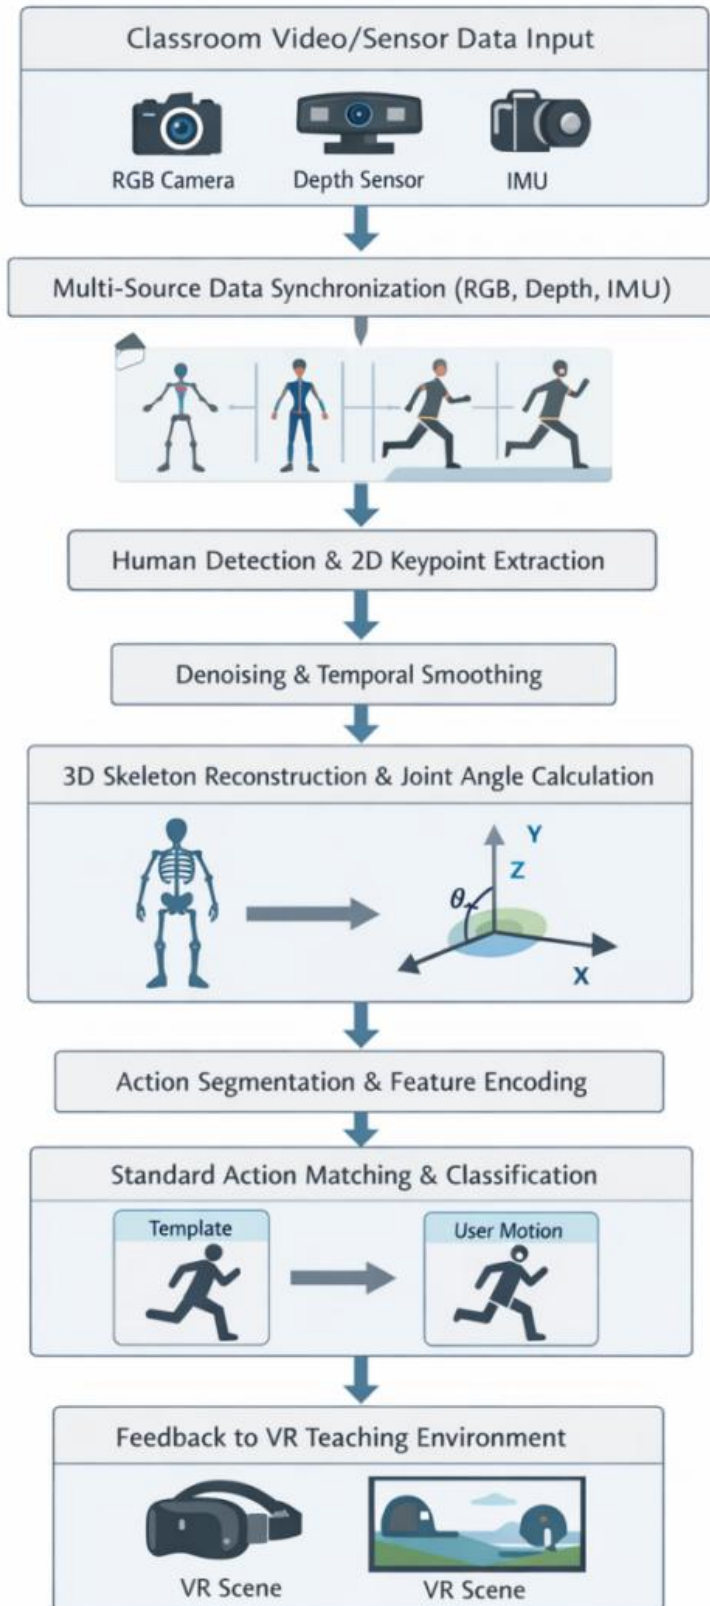 Classroom Video/Sensor Data Input
RGB Camera
Depth Sensor
IMU
Multi-Source Data Synchronization (RGB, Depth, IMU)
Human Detection & 2D Keypoint Extraction
Denoising & Temporal Smoothing
3D Skeleton Reconstruction & Joint Angle Calculation
Y
Z
θ
X
Action Segmentation & Feature Encoding
Standard Action Matching & Classification
Template
User Motion
Feedback to VR Teaching Environment
VR Scene
VR Scene